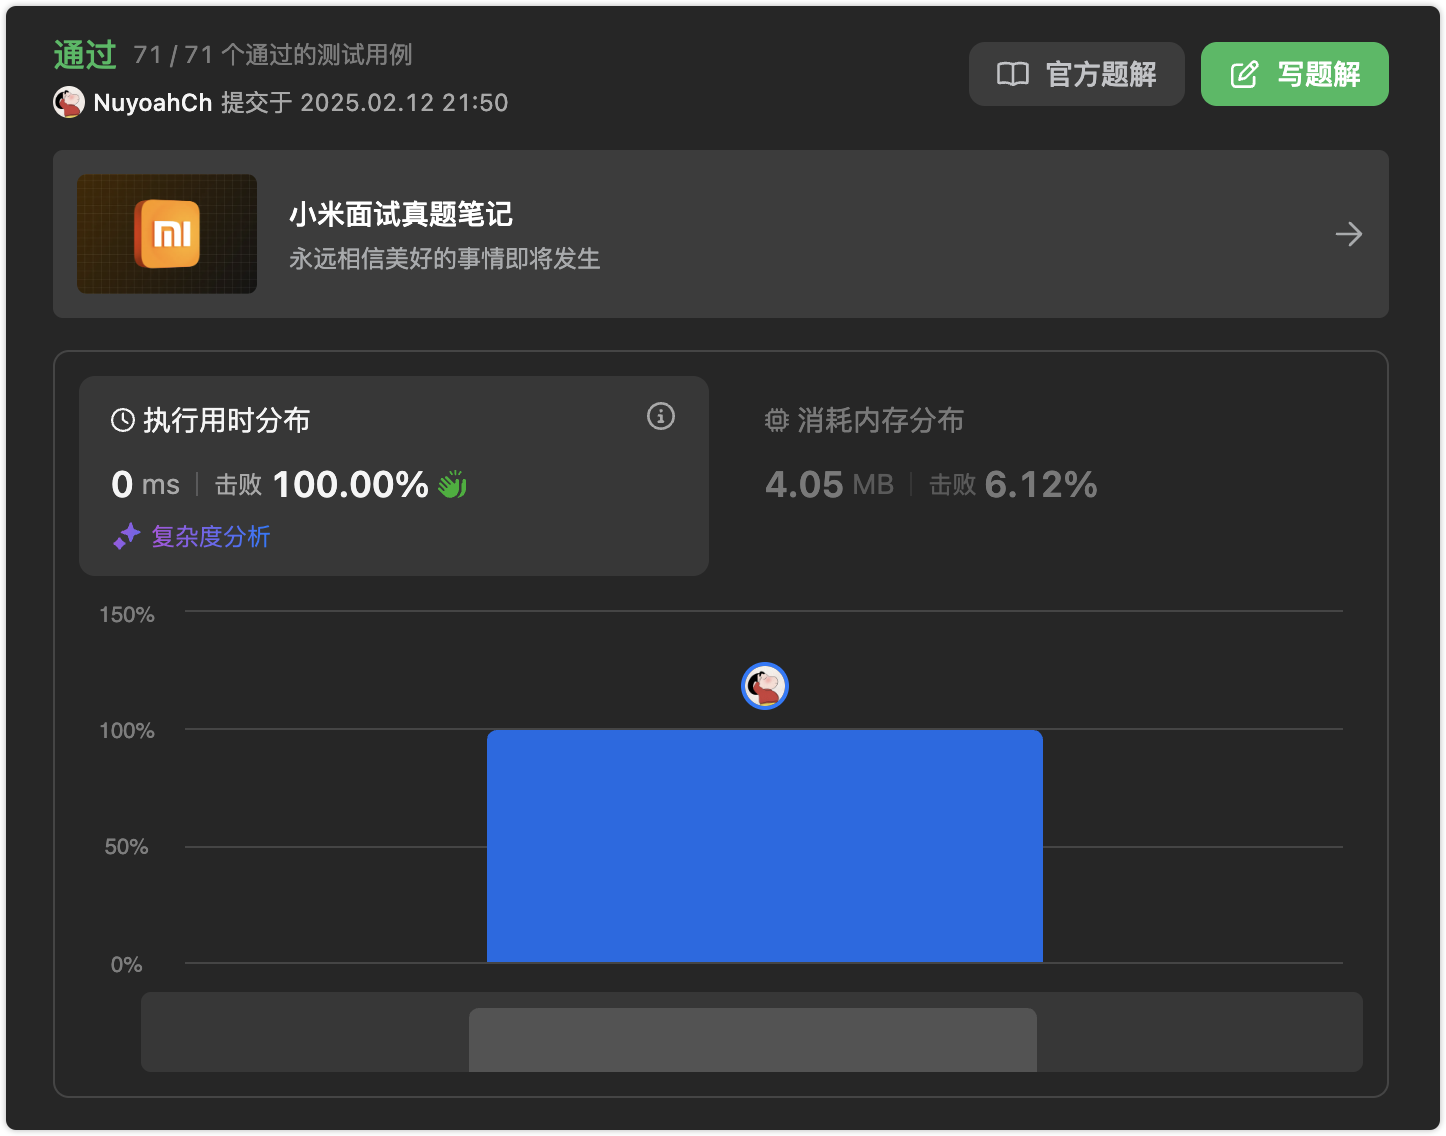 通过 71 / 71 个通过的测试用例
NuyoahCh 提交于 2025.02.12 21:50
官方题解
写题解
小米面试真题笔记
永远相信美好的事情即将发生
执行用时分布
0 ms 击败 100.00%
复杂度分析
消耗内存分布
4.05 MB 击败 6.12%
150%
100%
50%
0%